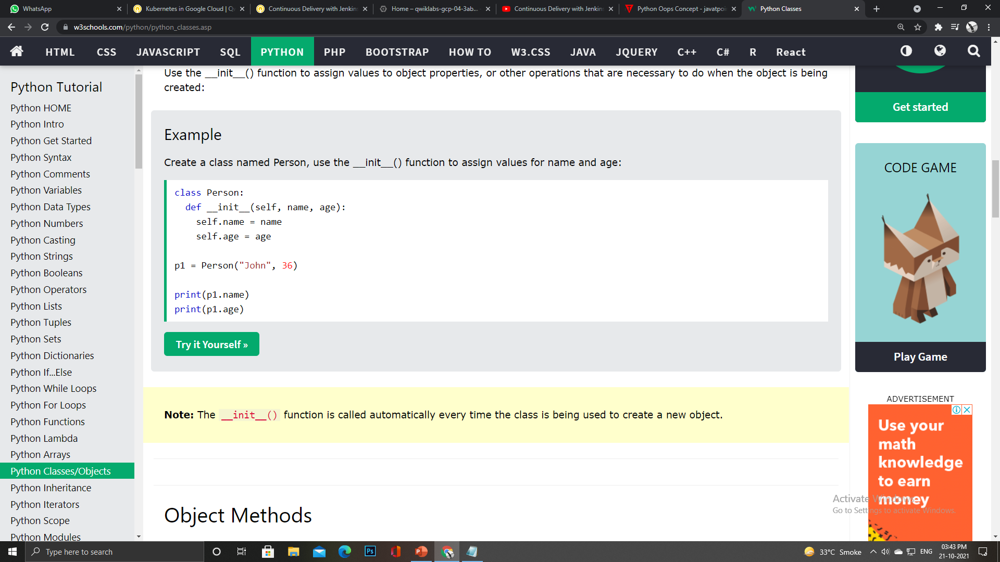 WhatsApp
Kubernetes in Google Cloud | Qw
Continuous Delivery with Jenkins
Home – qwiklabs-gcp-04-3ab...
Continuous Delivery with Jenkins
Python Oops Concept - javatpoin
Python Classes
w3schools.com/python/python_classes.asp
HTML CSS JAVASCRIPT SQL PYTHON PHP BOOTSTRAP HOW TO W3.CSS JAVA JQUERY C++ C# R React
Python Tutorial
Python HOME
Python Intro
Python Get Started
Python Syntax
Python Comments
Python Variables
Python Data Types
Python Numbers
Python Casting
Python Strings
Python Booleans
Python Operators
Python Lists
Python Tuples
Python Sets
Python Dictionaries
Python If...Else
Python While Loops
Python For Loops
Python Functions
Python Lambda
Python Arrays
Python Classes/Objects
Python Inheritance
Python Iterators
Python Scope
Python Modules
Use the __init__() function to assign values to object properties, or other operations that are necessary to do when the object is being
created:
Example
Create a class named Person, use the __init__() function to assign values for name and age:
class Person:
  def __init__(self, name, age):
    self.name = name
    self.age = age
p1 = Person("John", 36)
print(p1.name)
print(p1.age)
Try it Yourself »
Note: The __init__() function is called automatically every time the class is being used to create a new object.
Object Methods
Get started
CODE GAME
Play Game
ADVERTISEMENT
Use your
math
knowledge
to earn
money
Activate Windows
Go to Settings to activate Windows.
Type here to search
Ps
P
33°C Smoke
ENG
03:43 PM
21-10-2021